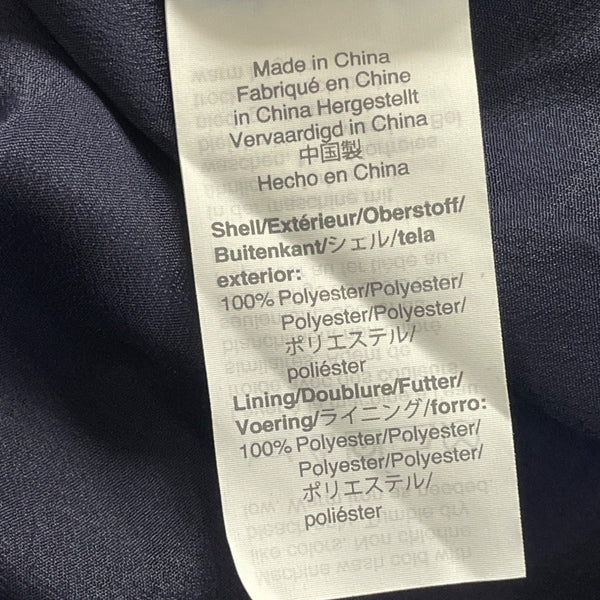 Made in China
Fabriqué en Chine
in China Hergestellt
Vervaardigd in China
中国製
Hecho en China
Shell/Extérieur/Oberstoff/
Buitenkant/シェル/tela
exterior:
100% Polyester/Polyester/
Polyester/Polyester/
ポリエステル/
poliéster
Lining/Doublure/Futter/
Voering/ライニング/forro:
100% Polyester/Polyester/
Polyester/Polyester/
ポリエステル/
poliéster